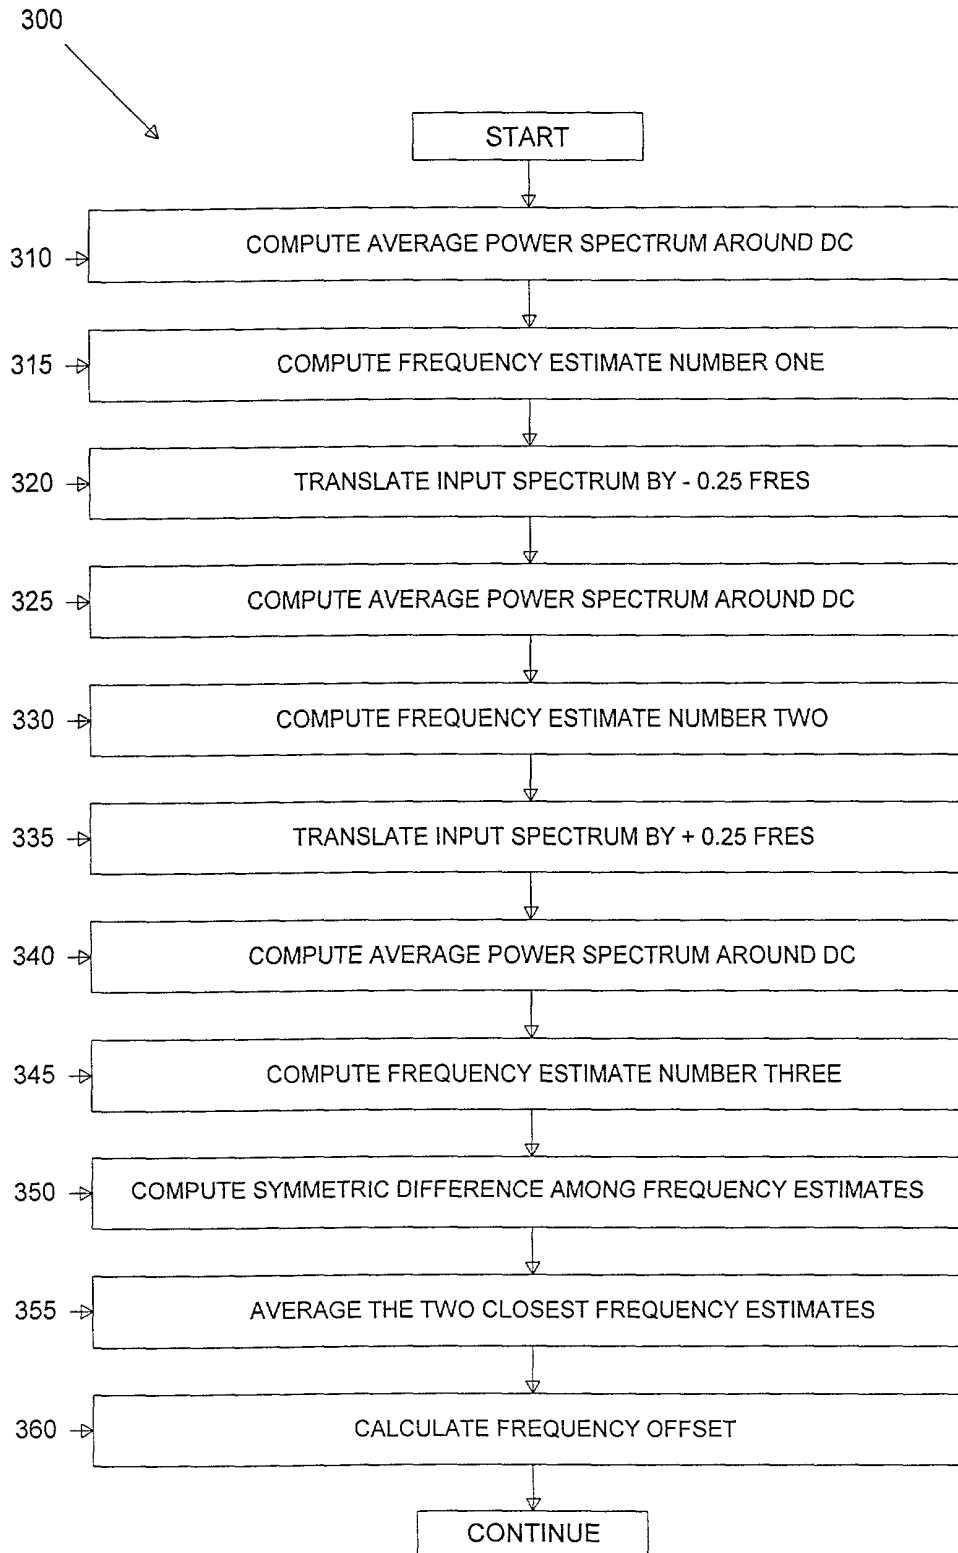 300
START
310 COMPUTE AVERAGE POWER SPECTRUM AROUND DC
315 COMPUTE FREQUENCY ESTIMATE NUMBER ONE
320 TRANSLATE INPUT SPECTRUM BY - 0.25 FRES
325 COMPUTE AVERAGE POWER SPECTRUM AROUND DC
330 COMPUTE FREQUENCY ESTIMATE NUMBER TWO
335 TRANSLATE INPUT SPECTRUM BY + 0.25 FRES
340 COMPUTE AVERAGE POWER SPECTRUM AROUND DC
345 COMPUTE FREQUENCY ESTIMATE NUMBER THREE
350 COMPUTE SYMMETRIC DIFFERENCE AMONG FREQUENCY ESTIMATES
355 AVERAGE THE TWO CLOSEST FREQUENCY ESTIMATES
360 CALCULATE FREQUENCY OFFSET
CONTINUE